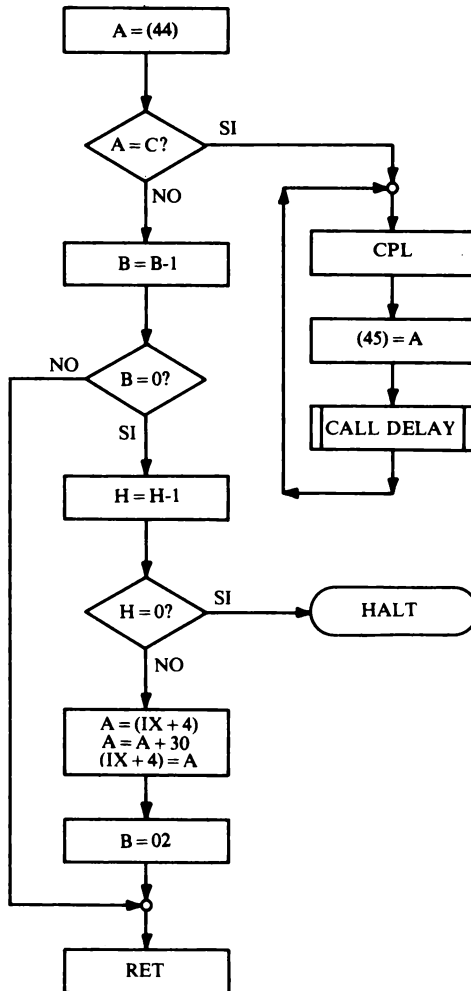 A = (44)
A = C?
SI
NO
B = B-1
CPL
(45) = A
NO
B = 0?
SI
CALL DELAY
H = H-1
H = 0?
SI
HALT
NO
A = (IX + 4)
A = A + 30
(IX + 4) = A
B = 02
RET